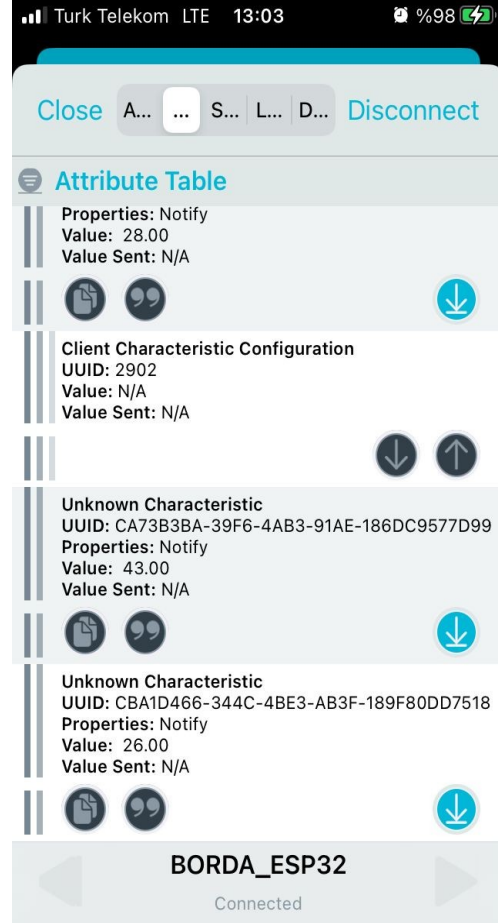 Turk Telekom LTE 13:03 %98
Close A... ... S... L... D... Disconnect
Attribute Table
Properties: Notify
Value: 28.00
Value Sent: N/A
Client Characteristic Configuration
UUID: 2902
Value: N/A
Value Sent: N/A
Unknown Characteristic
UUID: CA73B3BA-39F6-4AB3-91AE-186DC9577D99
Properties: Notify
Value: 43.00
Value Sent: N/A
Unknown Characteristic
UUID: CBA1D466-344C-4BE3-AB3F-189F80DD7518
Properties: Notify
Value: 26.00
Value Sent: N/A
BORDA_ESP32
Connected